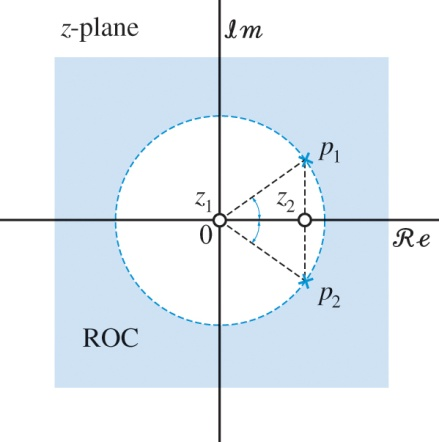 z-plane
ℐm
p₁
z₁
z₂
0
ℛe
p₂
ROC